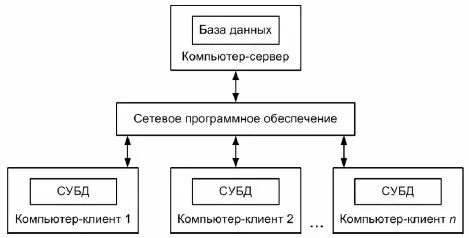 База данных
Компьютер-сервер
Сетевое программное обеспечение
СУБД
СУБД
СУБД
Компьютер-клиент 1
Компьютер-клиент 2
...
Компьютер-клиент n